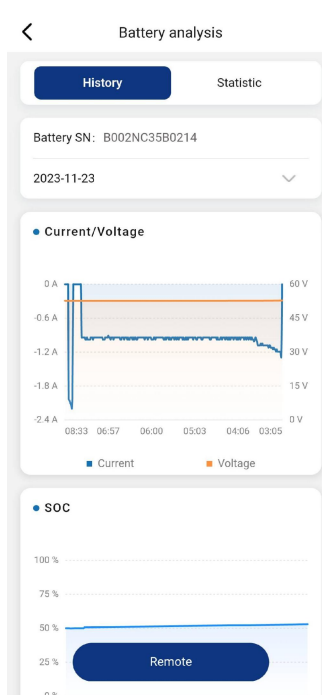 Battery analysis
History Statistic
Battery SN: B002NC35B0214
2023-11-23
Current/Voltage
0 A 60 V
-0.6 A 45 V
-1.2 A 30 V
-1.8 A 15 V
-2.4 A 0 V
08:33 06:57 06:00 05:03 04:06 03:05
Current Voltage
SOC
100 %
75 %
50 %
25 %
Remote
0 %